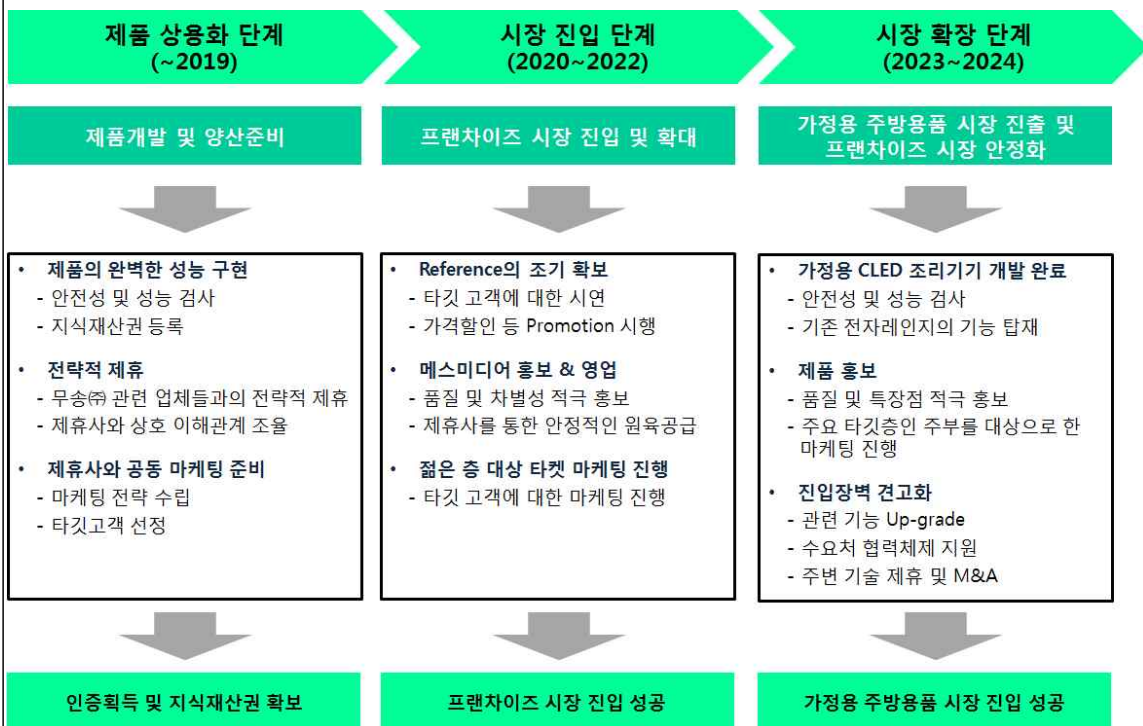 제품 상용화 단계
(~2019)
시장 진입 단계
(2020~2022)
시장 확장 단계
(2023~2024)
제품개발 및 양산준비
프랜차이즈 시장 진입 및 확대
가정용 주방용품 시장 진출 및
프랜차이즈 시장 안정화
• 제품의 완벽한 성능 구현
- 안전성 및 성능 검사
- 지식재산권 등록
• 전략적 제휴
- 무송㈜ 관련 업체들과의 전략적 제휴
- 제휴사와 상호 이해관계 조율
• 제휴사와 공동 마케팅 준비
- 마케팅 전략 수립
- 타깃고객 선정
• Reference의 조기 확보
- 타깃 고객에 대한 시연
- 가격할인 등 Promotion 시행
• 메스미디어 홍보 & 영업
- 품질 및 차별성 적극 홍보
- 제휴사를 통한 안정적인 원육공급
• 젊은 층 대상 타켓 마케팅 진행
- 타깃 고객에 대한 마케팅 진행
• 가정용 CLED 조리기기 개발 완료
- 안전성 및 성능 검사
- 기존 전자레인지의 기능 탑재
• 제품 홍보
- 품질 및 특장점 적극 홍보
- 주요 타깃층인 주부를 대상으로 한
마케팅 진행
• 진입장벽 견고화
- 관련 기능 Up-grade
- 수요처 협력체제 지원
- 주변 기술 제휴 및 M&A
인증획득 및 지식재산권 확보
프랜차이즈 시장 진입 성공
가정용 주방용품 시장 진입 성공